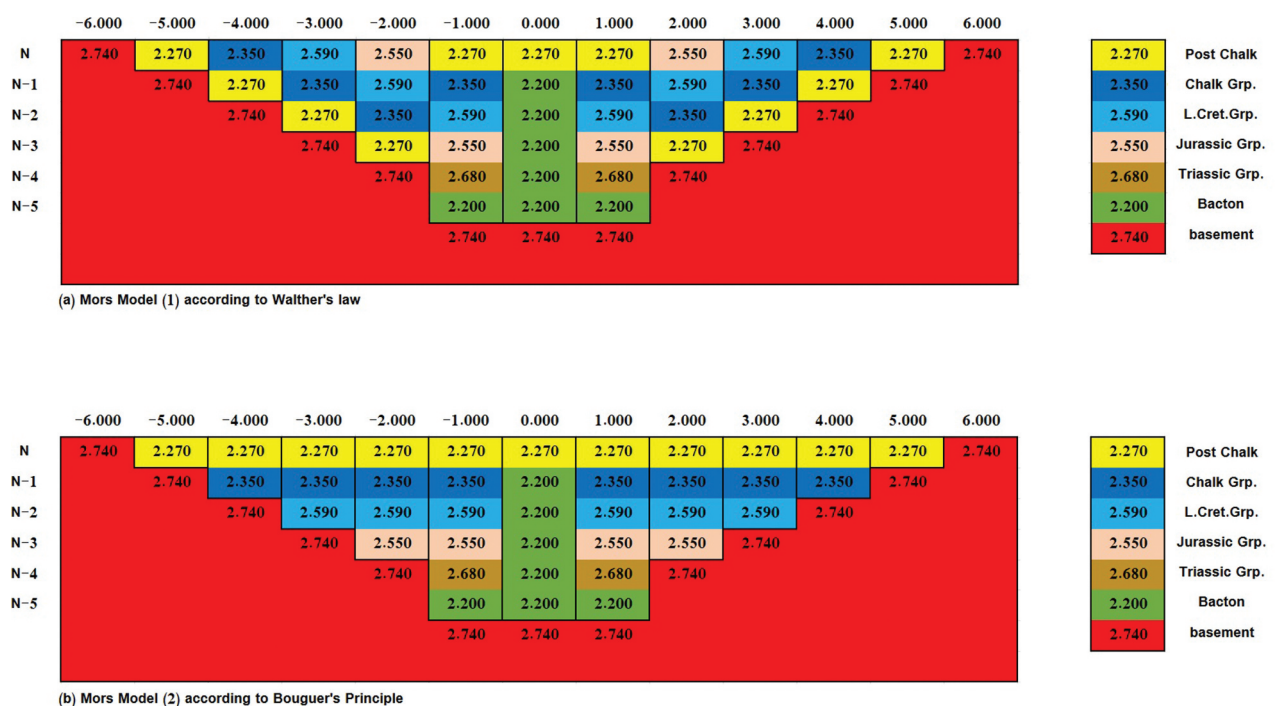 −6.000 −5.000 −4.000 −3.000 −2.000 −1.000 0.000 1.000 2.000 3.000 4.000 5.000 6.000
N 2.740 2.270 2.350 2.590 2.550 2.270 2.270 2.270 2.550 2.590 2.350 2.270 2.740 2.270 Post Chalk
N−1 2.740 2.270 2.350 2.590 2.350 2.200 2.350 2.590 2.350 2.270 2.740 2.350 Chalk Grp.
N−2 2.740 2.270 2.350 2.590 2.200 2.590 2.350 2.270 2.740 2.590 L.Cret.Grp.
N−3 2.740 2.270 2.550 2.200 2.550 2.270 2.740 2.550 Jurassic Grp.
N−4 2.740 2.680 2.200 2.680 2.740 2.680 Triassic Grp.
N−5 2.200 2.200 2.200 2.200 Bacton
2.740 2.740 2.740 2.740 basement
(a) Mors Model (1) according to Walther's law
−6.000 −5.000 −4.000 −3.000 −2.000 −1.000 0.000 1.000 2.000 3.000 4.000 5.000 6.000
N 2.740 2.270 2.270 2.270 2.270 2.270 2.270 2.270 2.270 2.270 2.270 2.270 2.740 2.270 Post Chalk
N−1 2.740 2.350 2.350 2.350 2.350 2.200 2.350 2.350 2.350 2.350 2.740 2.350 Chalk Grp.
N−2 2.740 2.590 2.590 2.590 2.200 2.590 2.590 2.590 2.740 2.590 L.Cret.Grp.
N−3 2.740 2.550 2.550 2.200 2.550 2.550 2.740 2.550 Jurassic Grp.
N−4 2.740 2.680 2.200 2.680 2.740 2.680 Triassic Grp.
N−5 2.200 2.200 2.200 2.200 Bacton
2.740 2.740 2.740 2.740 basement
(b) Mors Model (2) according to Bouguer's Principle